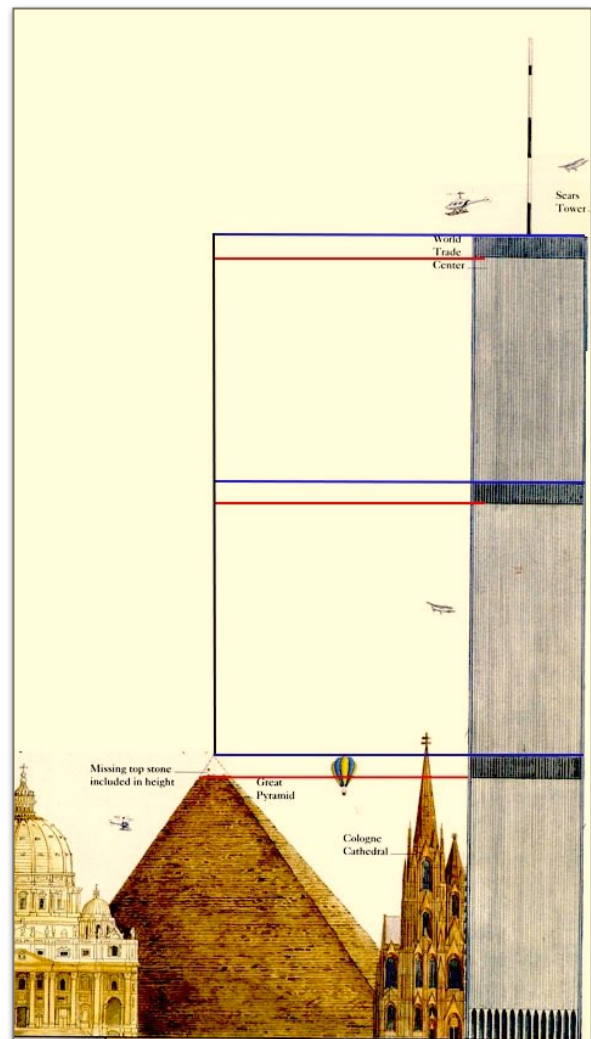 Sears
Tower
World
Trade
Center
Missing top stone
included in height
Great
Pyramid
Cologne
Cathedral